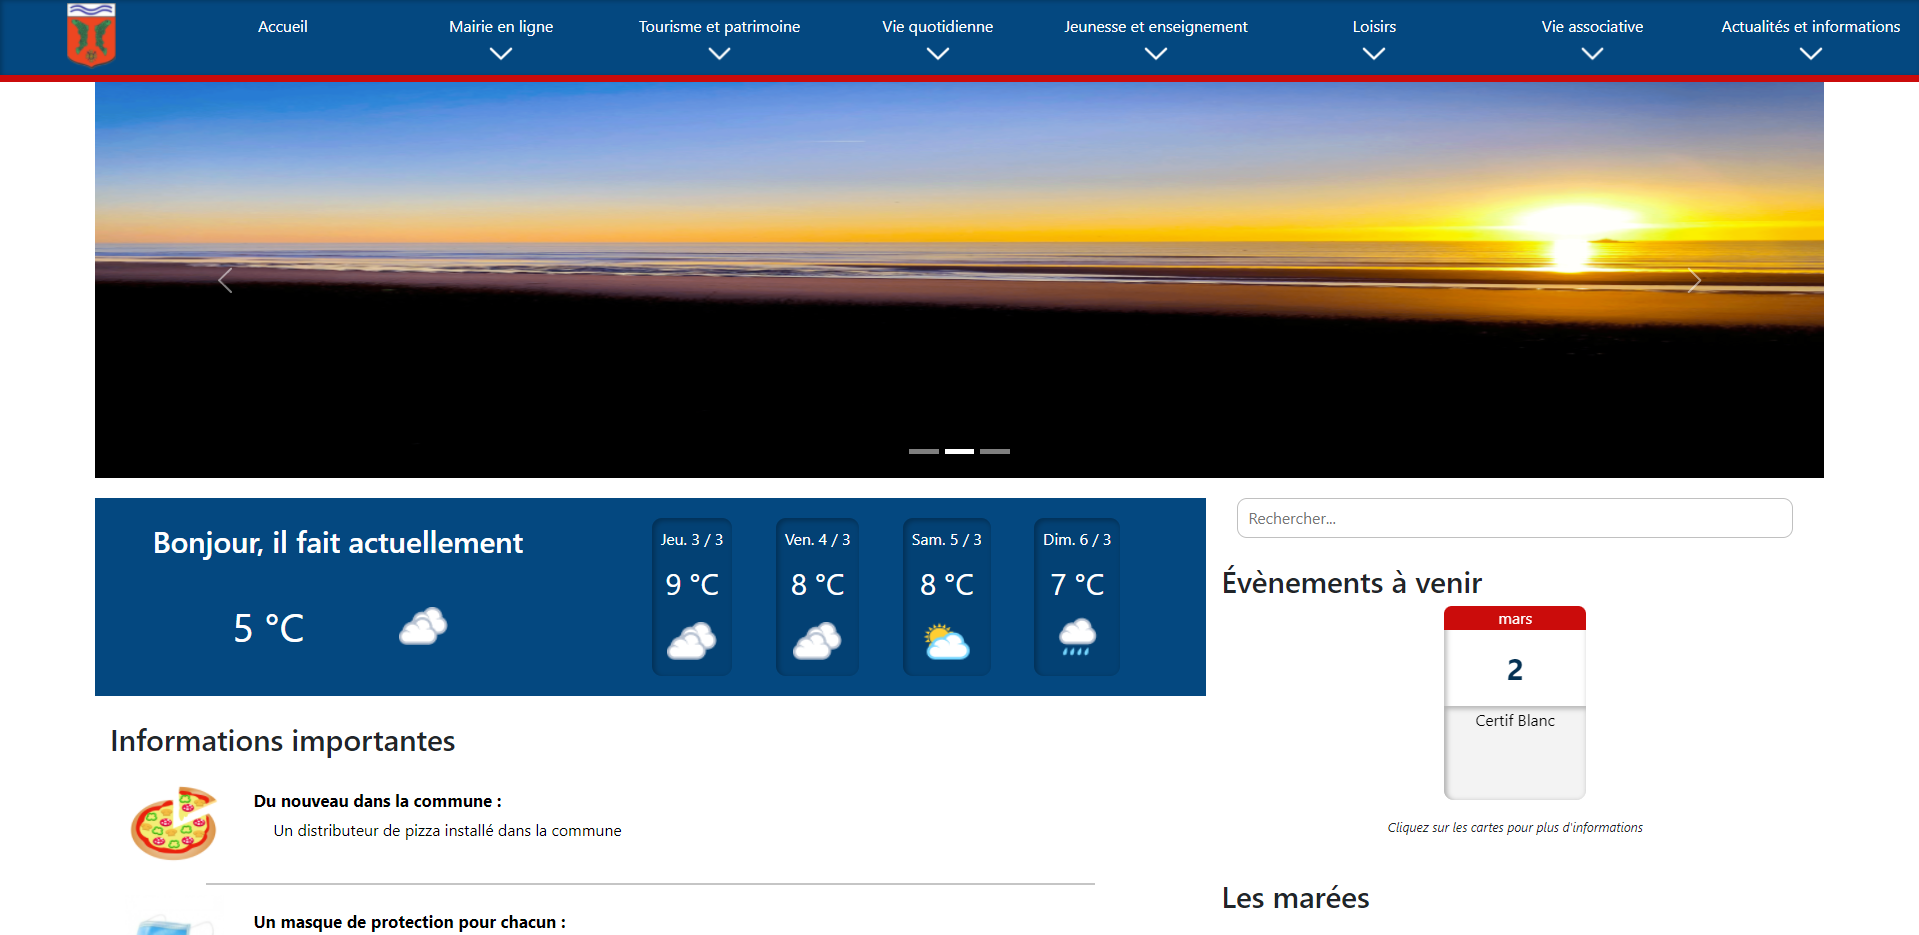 Accueil
Mairie en ligne
Tourisme et patrimoine
Vie quotidienne
Jeunesse et enseignement
Loisirs
Vie associative
Actualités et informations
Bonjour, il fait actuellement
5 °C
Jeu. 3 / 3
9 °C
Ven. 4 / 3
8 °C
Sam. 5 / 3
8 °C
Dim. 6 / 3
7 °C
Rechercher...
Évènements à venir
mars
2
Certif Blanc
Cliquez sur les cartes pour plus d'informations
Informations importantes
Du nouveau dans la commune :
Un distributeur de pizza installé dans la commune
Un masque de protection pour chacun :
Les marées